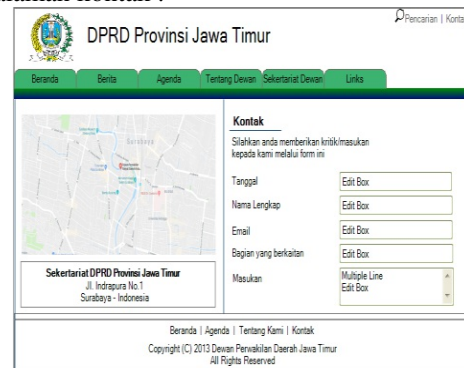 DPRD Provinsi Jawa Timur
Pencarian | Konta
Beranda Berita Agenda Tentang Dewan Sekertariat Dewan Links
Surabaya
Kontak
Silahkan anda memberikan kritik/masukan
kepada kami melalui form ini
Tanggal Edit Box
Nama Lengkap Edit Box
Email Edit Box
Bagian yang berkaitan Edit Box
Masukan Multiple Line
Edit Box
Sekertariat DPRD Provinsi Jawa Timur
Jl. Indrapura No.1
Surabaya - Indonesia
Beranda | Agenda | Tentang Kami | Kontak
Copyright (C) 2013 Dewan Perwakilan Daerah Jawa Timur
All Rights Reserved